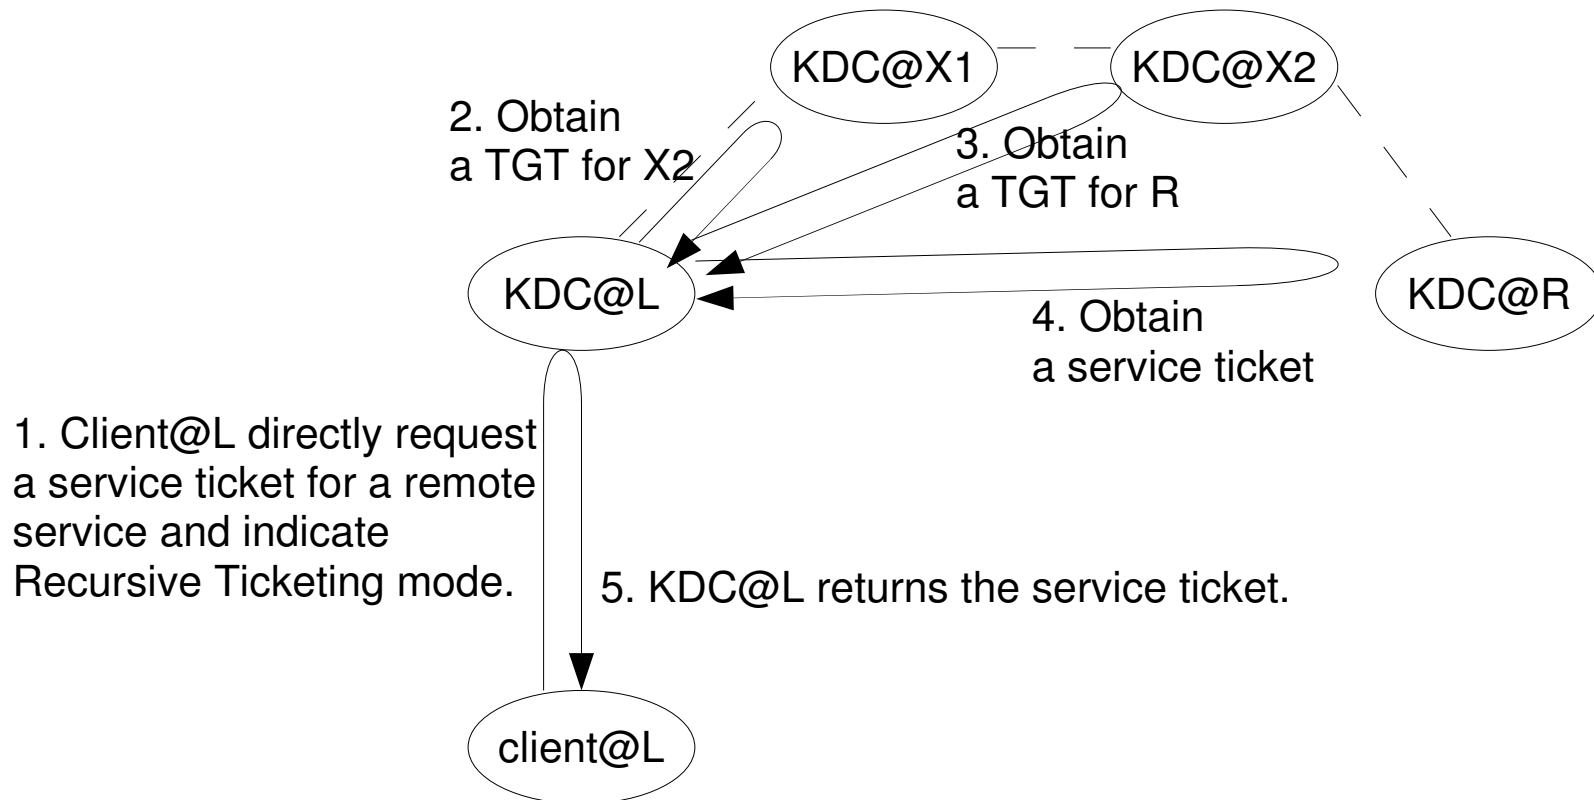 KDC@X1
KDC@X2
2. Obtain
a TGT for X2
3. Obtain
a TGT for R
KDC@L
KDC@R
4. Obtain
a service ticket
1. Client@L directly request
a service ticket for a remote
service and indicate
Recursive Ticketing mode.
5. KDC@L returns the service ticket.
client@L